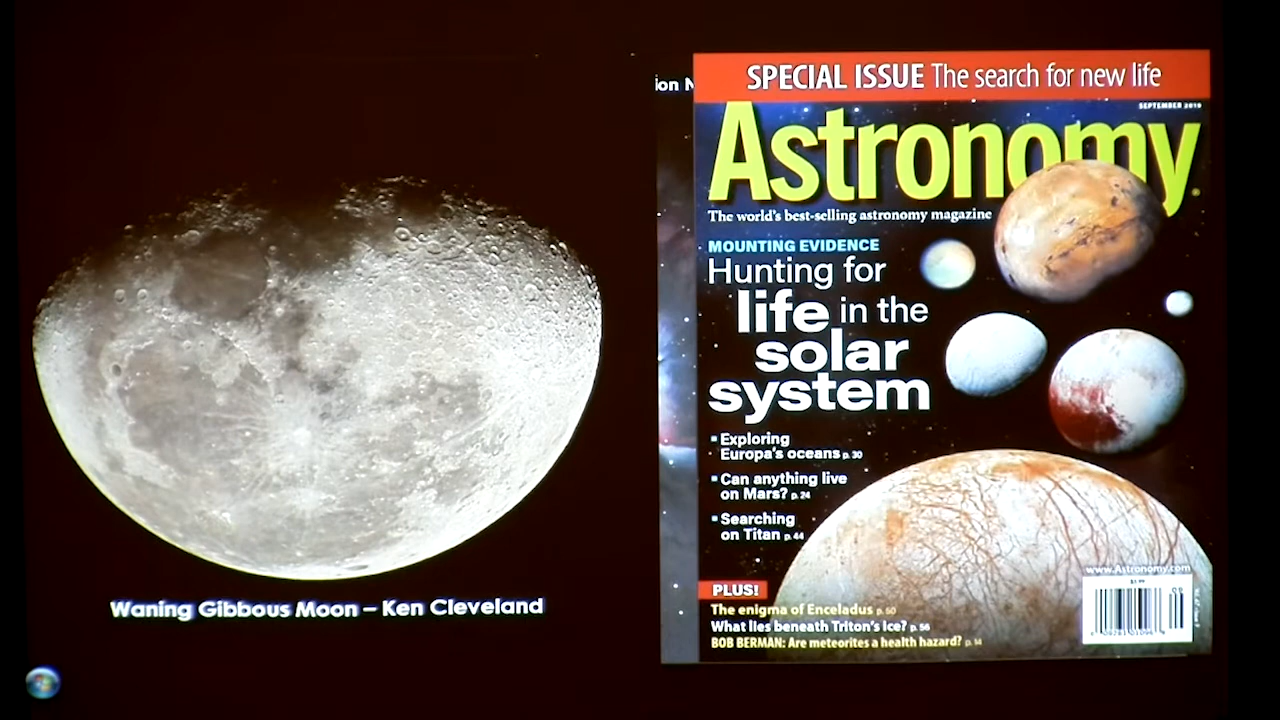 Waning Gibbous Moon – Ken Cleveland
ion N
SPECIAL ISSUE The search for new life
SEPTEMBER 2019
Astronomy
The world's best-selling astronomy magazine
MOUNTING EVIDENCE
Hunting for
life in the
solar
system
▪ Exploring
Europa's oceans p. 30
▪ Can anything live
on Mars? p. 24
▪ Searching
on Titan p. 44
www.Astronomy.com
PLUS!
The enigma of Enceladus p. 50
What lies beneath Triton's ice? p. 56
BOB BERMAN: Are meteorites a health hazard? p. 14
09